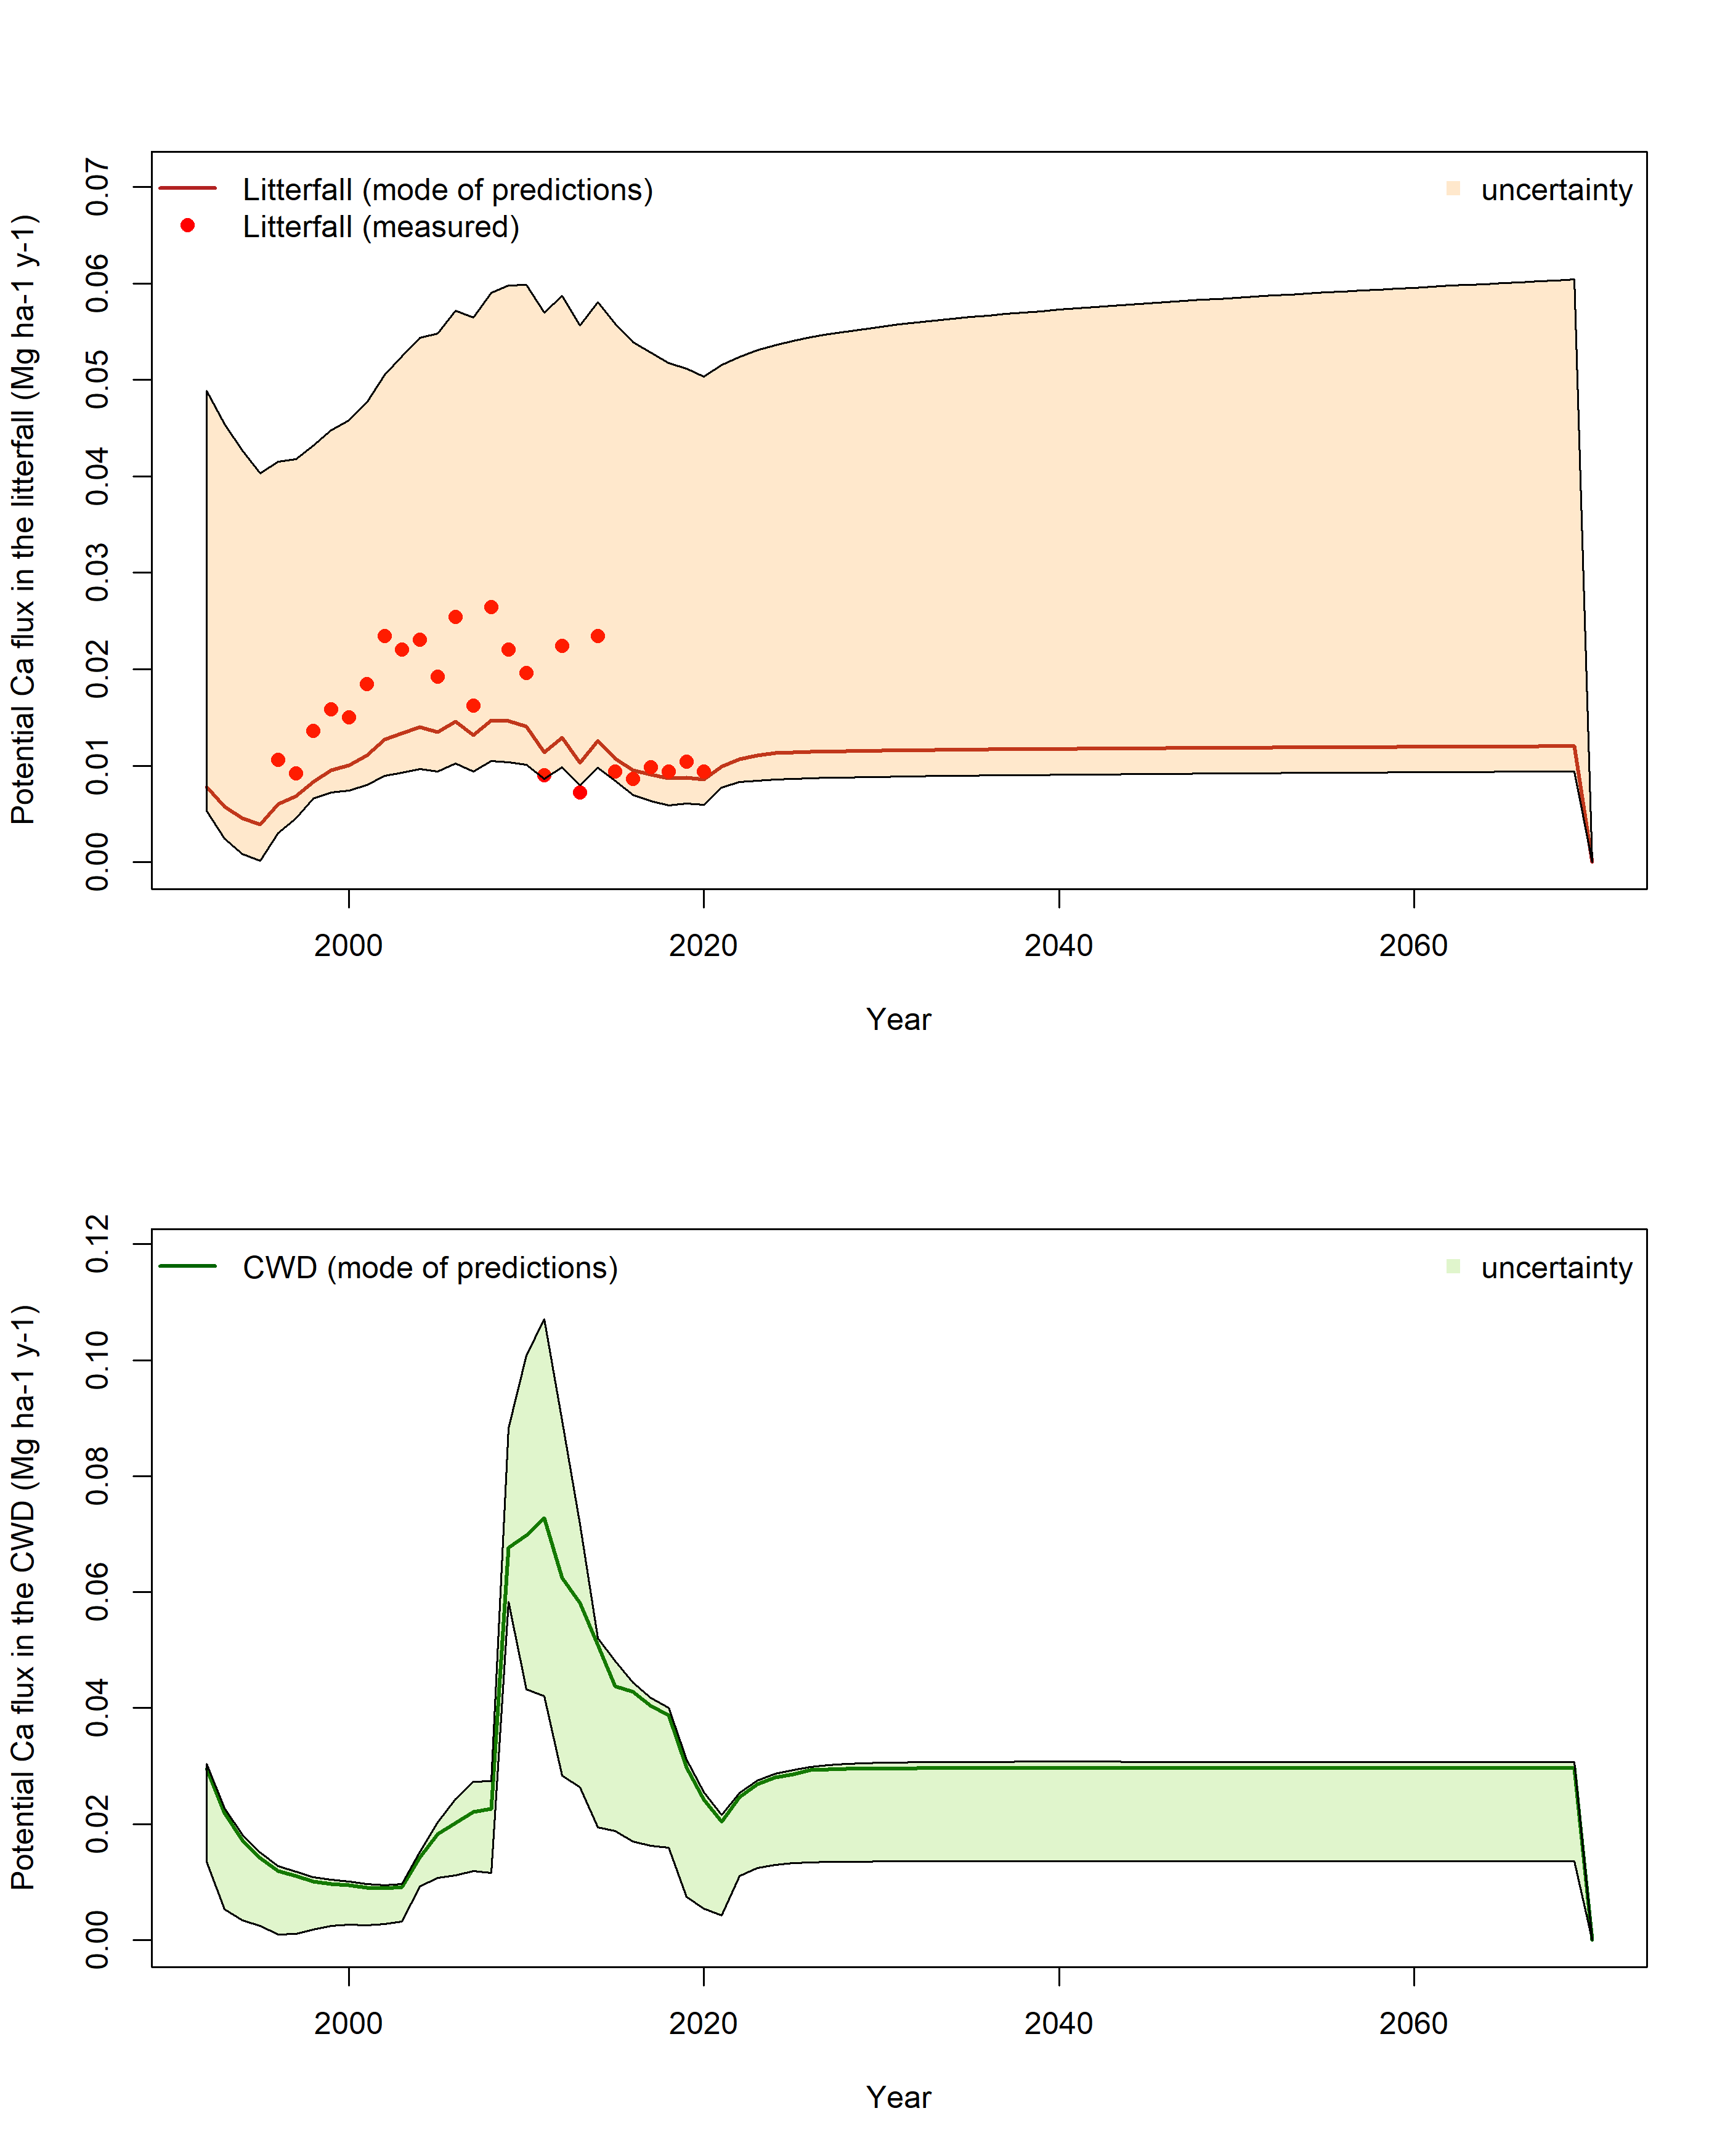 Potential Ca flux in the litterfall (Mg ha-1 y-1)
0.07
0.06
0.05
0.04
0.03
0.02
0.01
0.00
Litterfall (mode of predictions)
Litterfall (measured)
uncertainty
2000
2020
2040
2060
Year
Potential Ca flux in the CWD (Mg ha-1 y-1)
0.12
0.10
0.08
0.06
0.04
0.02
0.00
CWD (mode of predictions)
uncertainty
2000
2020
2040
2060
Year